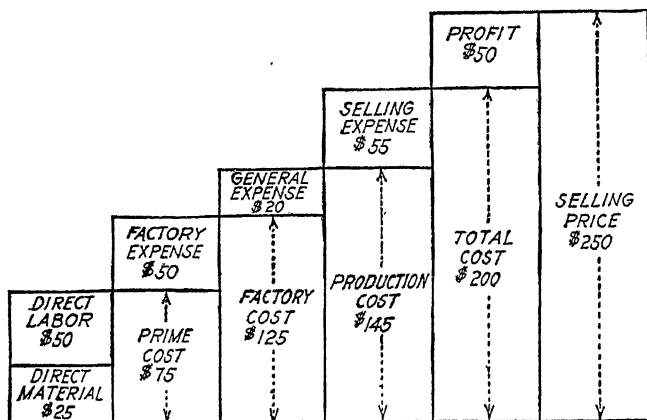 PROFIT
$50
SELLING
EXPENSE
$55
GENERAL
EXPENSE
$20
FACTORY
EXPENSE
$50
DIRECT
LABOR
$50
DIRECT
MATERIAL
$25
PRIME
COST
$75
FACTORY
COST
$125
PRODUCTION
COST
$145
TOTAL
COST
$200
SELLING
PRICE
$250